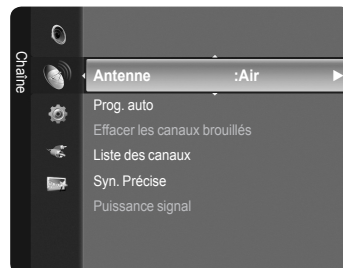 Chaîne
Antenne :Air
Prog. auto
Effacer les canaux brouillés
Liste des canaux
Syn. Précise
Puissance signal